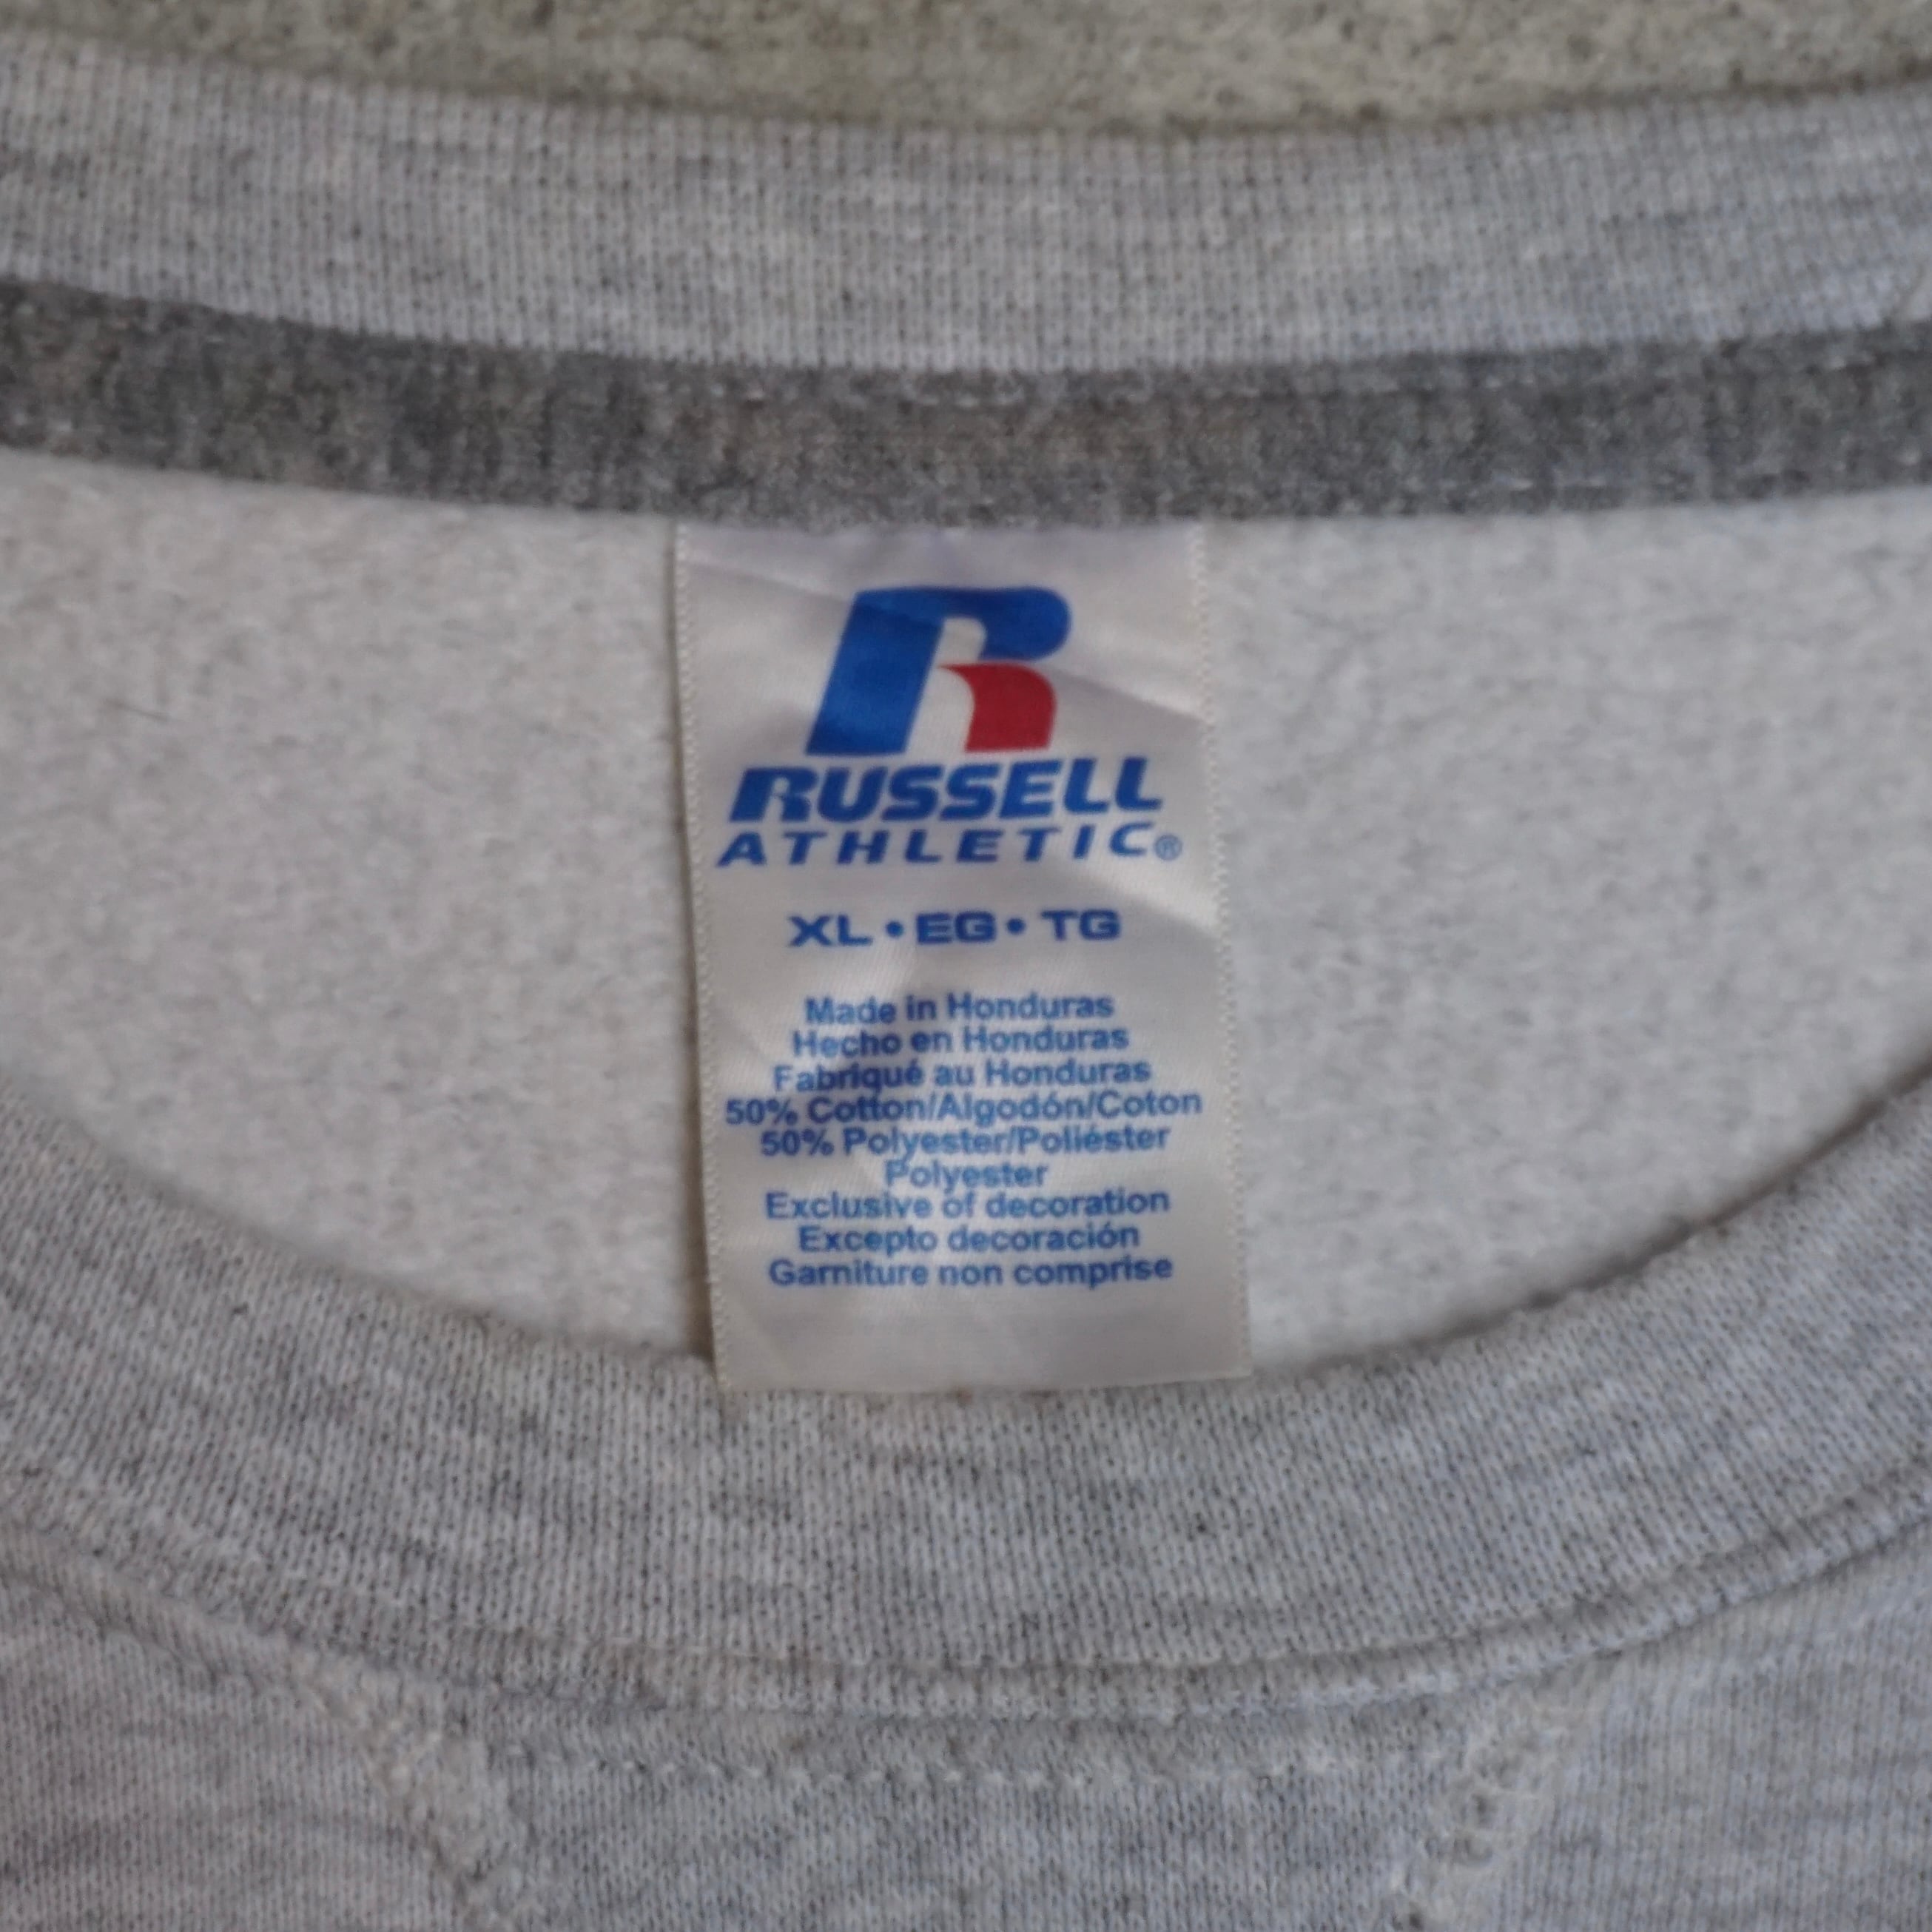 R
RUSSELL
ATHLETIC®
XL • EG • TG
Made in Honduras
Hecho en Honduras
Fabriqué au Honduras
50% Cotton/Algodón/Coton
50% Polyester/Poliéster
Polyester
Exclusive of decoration
Excepto decoración
Garniture non comprise